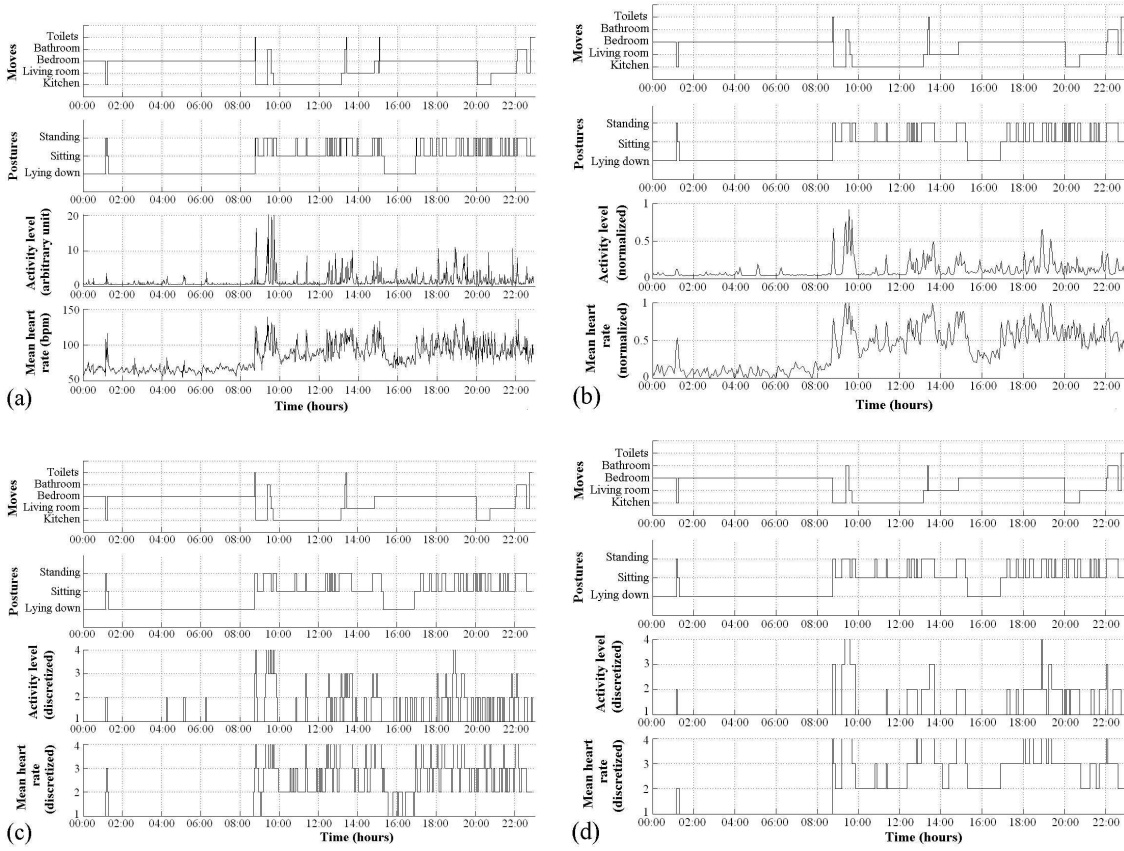 Moves
Toilets
Bathroom
Bedroom
Living room
Kitchen
00:00 02:00 04:00 06:00 08:00 10:00 12:00 14:00 16:00 18:00 20:00 22:00
Postures
Standing
Sitting
Lying down
00:00 02:00 04:00 06:00 08:00 10:00 12:00 14:00 16:00 18:00 20:00 22:00
Activity level
(arbitrary unit)
20
10
0
00:00 02:00 04:00 06:00 08:00 10:00 12:00 14:00 16:00 18:00 20:00 22:00
Mean heart
rate (bpm)
150
100
50
00:00 02:00 04:00 06:00 08:00 10:00 12:00 14:00 16:00 18:00 20:00 22:00
Time (hours)
(a)
Moves
Toilets
Bathroom
Bedroom
Living room
Kitchen
00:00 02:00 04:00 06:00 08:00 10:00 12:00 14:00 16:00 18:00 20:00 22:00
Postures
Standing
Sitting
Lying down
00:00 02:00 04:00 06:00 08:00 10:00 12:00 14:00 16:00 18:00 20:00 22:00
Activity level
(normalized)
1
0.5
0
00:00 02:00 04:00 06:00 08:00 10:00 12:00 14:00 16:00 18:00 20:00 22:00
Mean heart
rate
(normalized)
1
0.5
0
00:00 02:00 04:00 06:00 08:00 10:00 12:00 14:00 16:00 18:00 20:00 22:00
Time (hours)
(b)
Moves
Toilets
Bathroom
Bedroom
Living room
Kitchen
00:00 02:00 04:00 06:00 08:00 10:00 12:00 14:00 16:00 18:00 20:00 22:00
Postures
Standing
Sitting
Lying down
00:00 02:00 04:00 06:00 08:00 10:00 12:00 14:00 16:00 18:00 20:00 22:00
Activity level
(discretized)
4
3
2
1
00:00 02:00 04:00 06:00 08:00 10:00 12:00 14:00 16:00 18:00 20:00 22:00
Mean heart
rate
(discretized)
4
3
2
1
00:00 02:00 04:00 06:00 08:00 10:00 12:00 14:00 16:00 18:00 20:00 22:00
Time (hours)
(c)
Moves
Toilets
Bathroom
Bedroom
Living room
Kitchen
00:00 02:00 04:00 06:00 08:00 10:00 12:00 14:00 16:00 18:00 20:00 22:00
Postures
Standing
Sitting
Lying down
00:00 02:00 04:00 06:00 08:00 10:00 12:00 14:00 16:00 18:00 20:00 22:00
Activity level
(discretized)
4
3
2
1
00:00 02:00 04:00 06:00 08:00 10:00 12:00 14:00 16:00 18:00 20:00 22:00
Mean heart
rate
(discretized)
4
3
2
1
00:00 02:00 04:00 06:00 08:00 10:00 12:00 14:00 16:00 18:00 20:00 22:00
Time (hours)
(d)